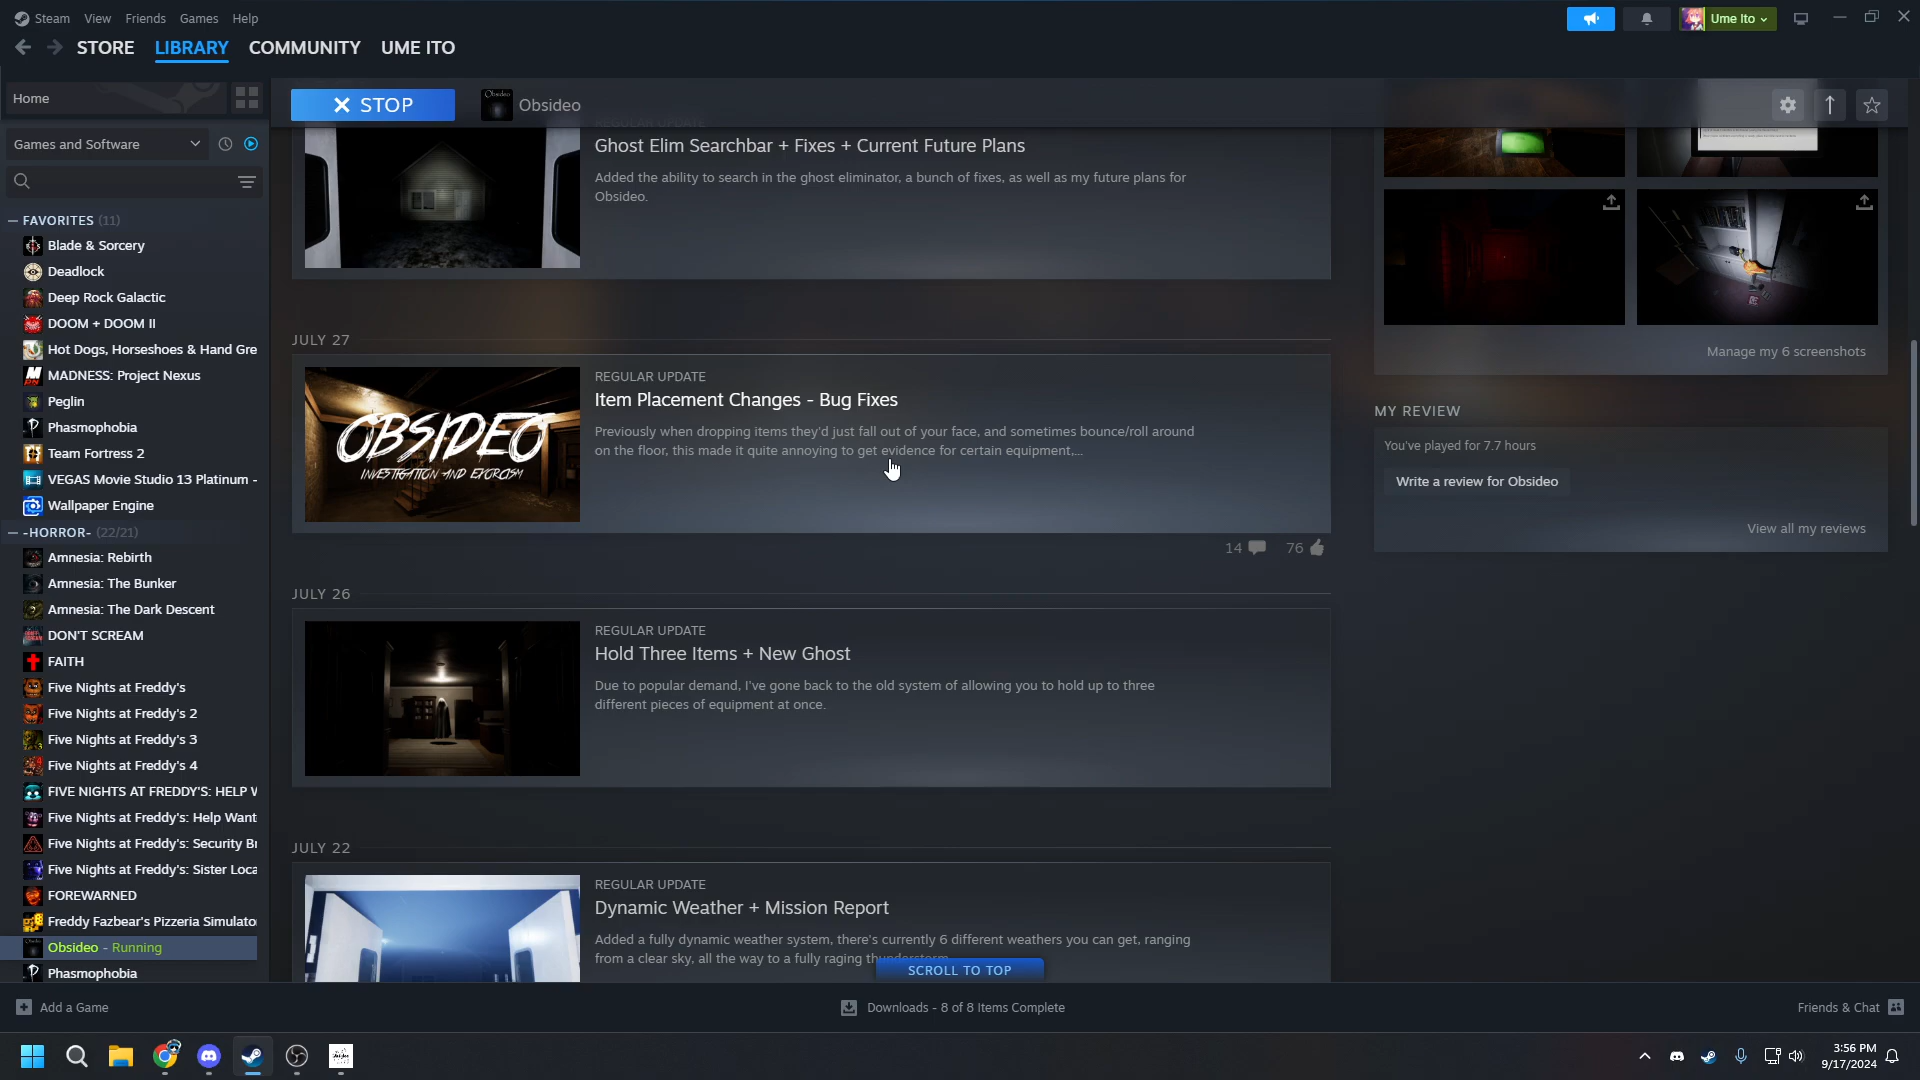 Steam View Friends Games Help
Ume Ito
STORE LIBRARY COMMUNITY UME ITO
Home
STOP
Obsideo
Games and Software
FAVORITES (11)
Blade & Sorcery
Deadlock
Deep Rock Galactic
DOOM + DOOM II
Hot Dogs, Horseshoes & Hand Gre
MADNESS: Project Nexus
Peglin
Phasmophobia
Team Fortress 2
VEGAS Movie Studio 13 Platinum -
Wallpaper Engine
-HORROR- (22/21)
Amnesia: Rebirth
Amnesia: The Bunker
Amnesia: The Dark Descent
DON'T SCREAM
FAITH
Five Nights at Freddy's
Five Nights at Freddy's 2
Five Nights at Freddy's 3
Five Nights at Freddy's 4
FIVE NIGHTS AT FREDDY'S: HELP W
Five Nights at Freddy's: Help Want
Five Nights at Freddy's: Security Br
Five Nights at Freddy's: Sister Loca
FOREWARNED
Freddy Fazbear's Pizzeria Simulator
Obsideo - Running
Phasmophobia
REGULAR UPDATE
Ghost Elim Searchbar + Fixes + Current Future Plans
Added the ability to search in the ghost eliminator, a bunch of fixes, as well as my future plans for
Obsideo.
JULY 27
OBSIDEO
INVESTIGATION AND EXORCISM
REGULAR UPDATE
Item Placement Changes - Bug Fixes
Previously when dropping items they'd just fall out of your face, and sometimes bounce/roll around
on the floor, this made it quite annoying to get evidence for certain equipment,...
14 76
JULY 26
REGULAR UPDATE
Hold Three Items + New Ghost
Due to popular demand, I've gone back to the old system of allowing you to hold up to three
different pieces of equipment at once.
JULY 22
REGULAR UPDATE
Dynamic Weather + Mission Report
Added a fully dynamic weather system, there's currently 6 different weathers you can get, ranging
from a clear sky, all the way to a fully raging thunderstorm.
SCROLL TO TOP
Manage my 6 screenshots
MY REVIEW
You've played for 7.7 hours
Write a review for Obsideo
View all my reviews
Add a Game
Downloads - 8 of 8 Items Complete
Friends & Chat
3:56 PM
9/17/2024